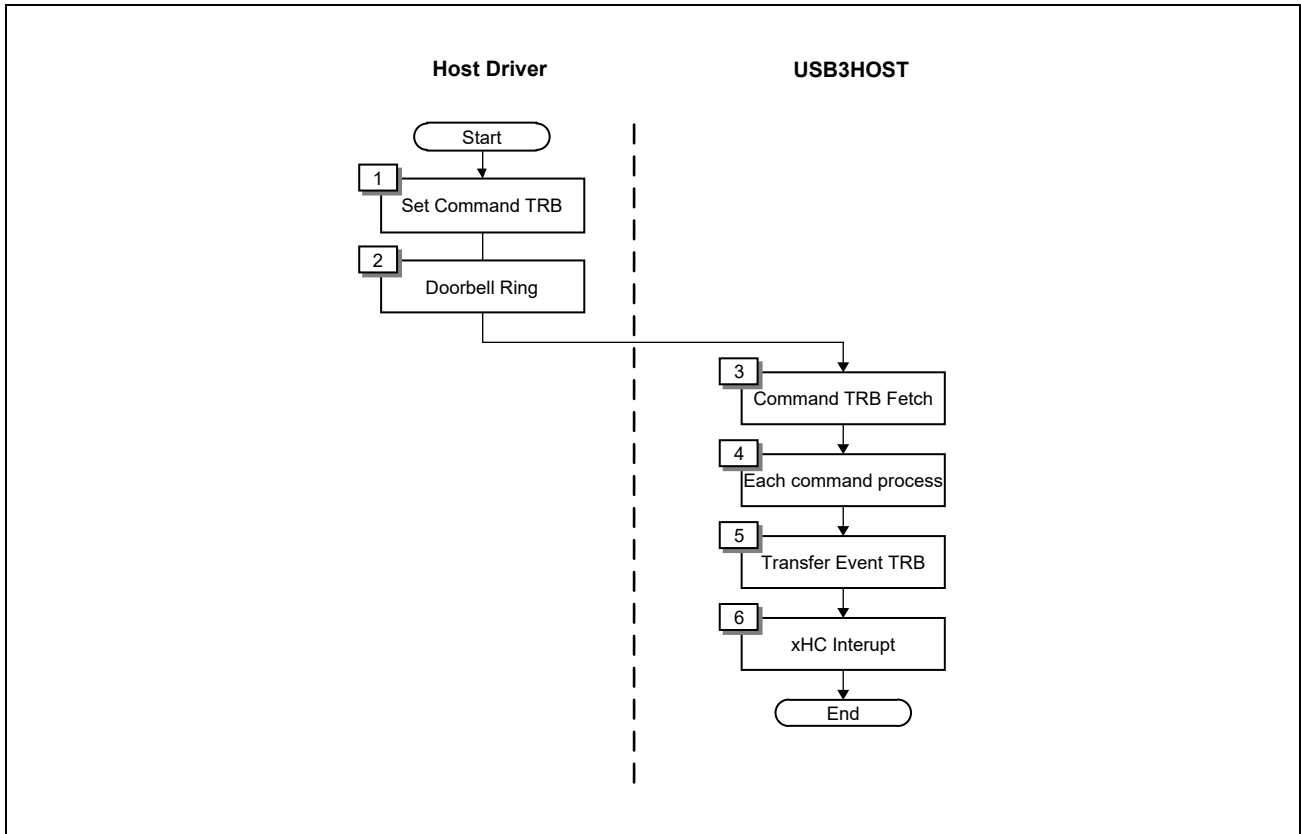 Host Driver
USB3HOST
Start
1
Set Command TRB
2
Doorbell Ring
3
Command TRB Fetch
4
Each command process
5
Transfer Event TRB
6
xHC Interupt
End